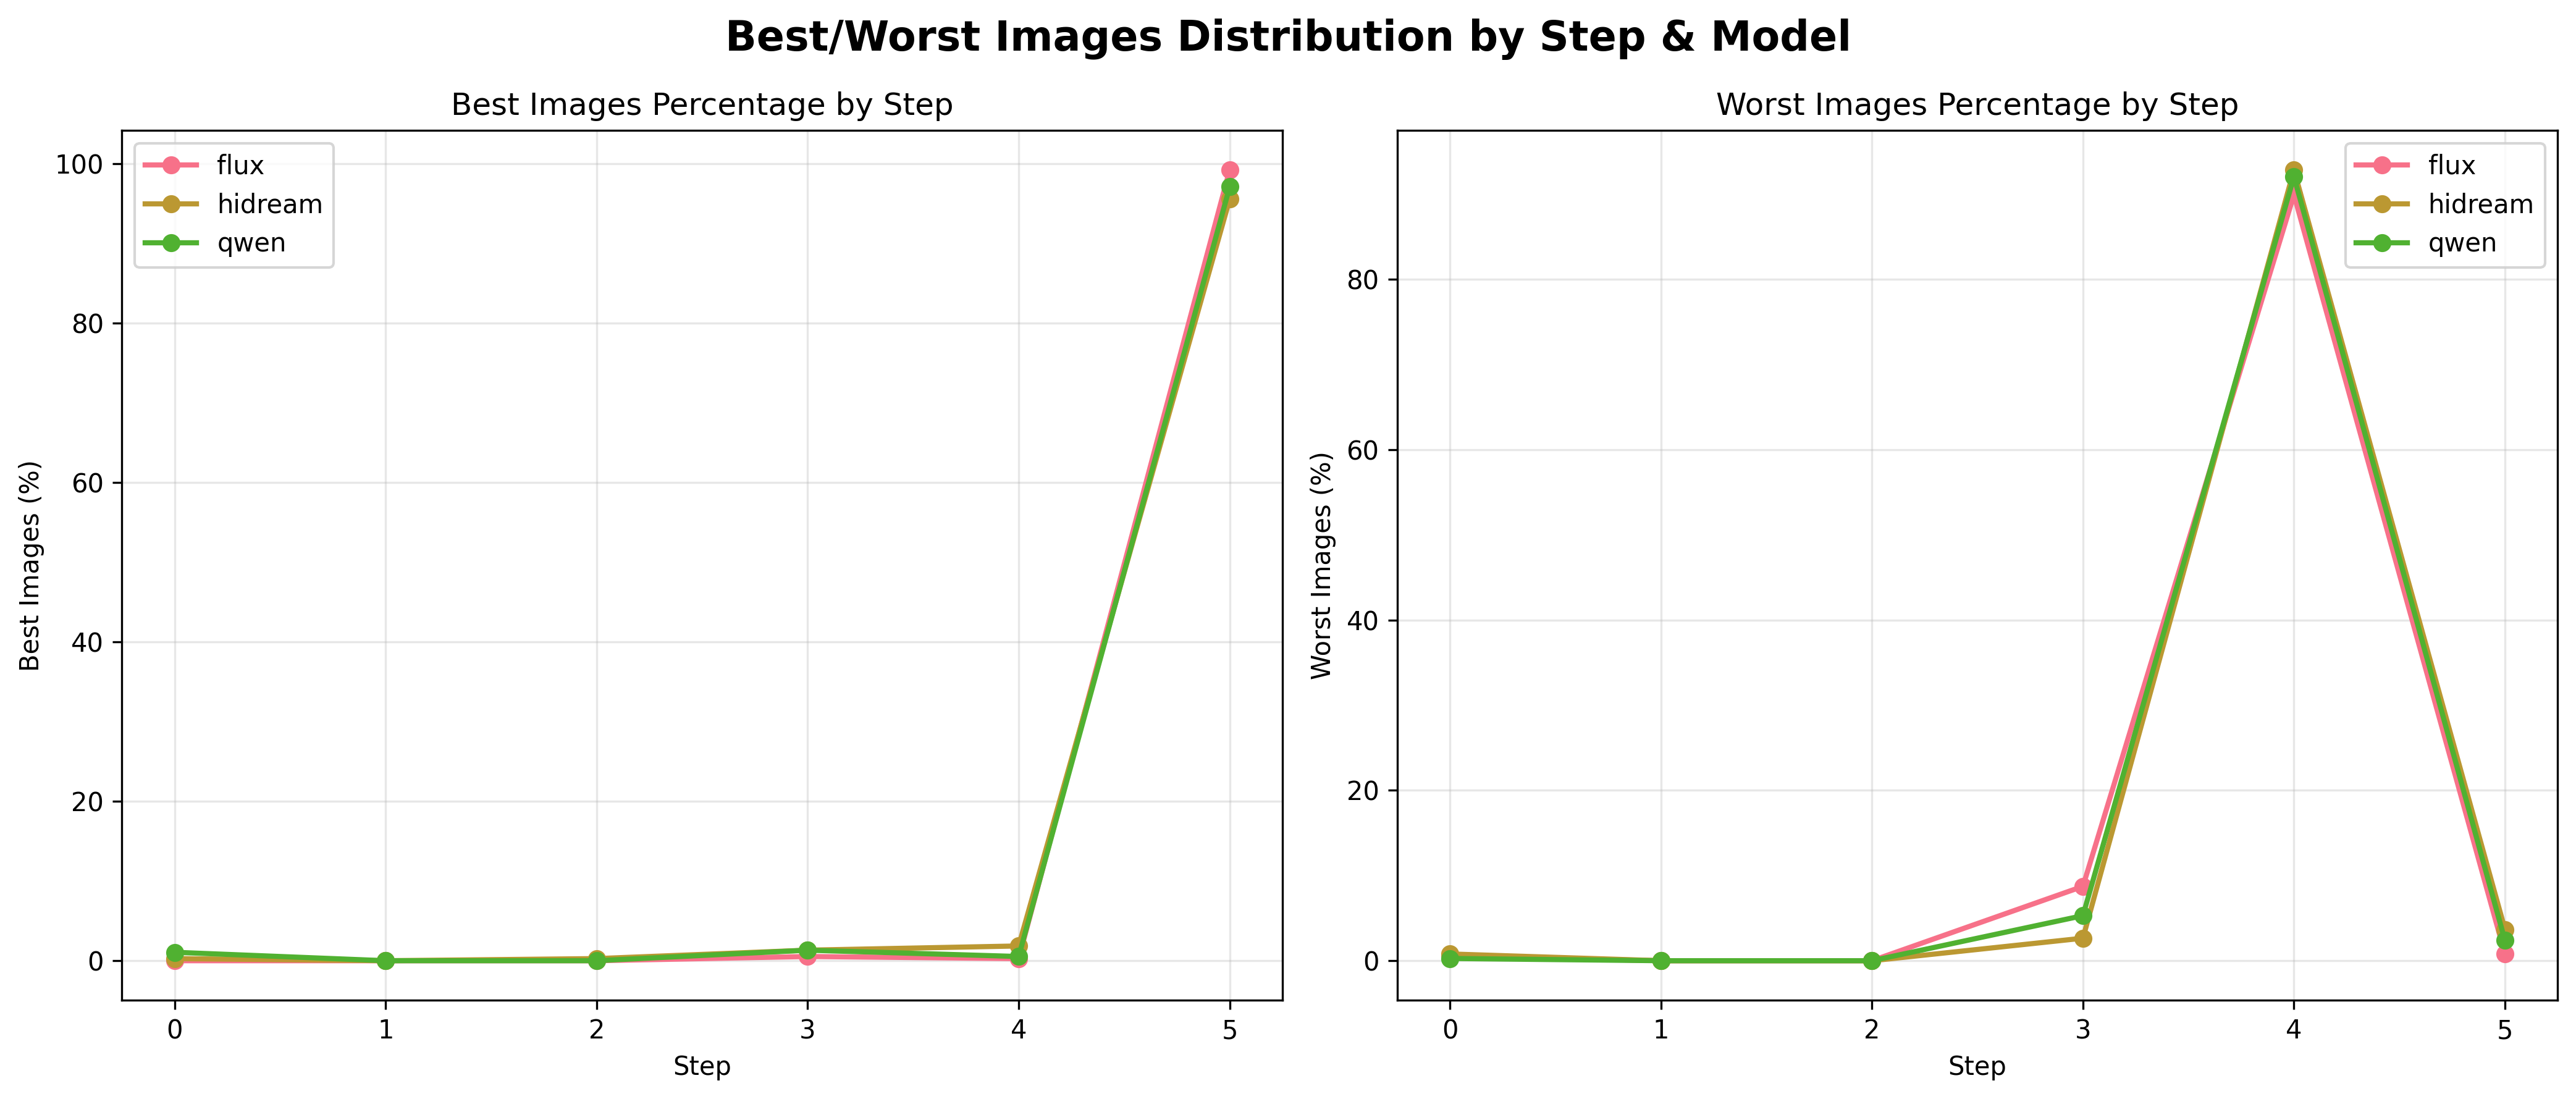 Best/Worst Images Distribution by Step & Model
Best Images Percentage by Step
Best Images (%)
100
80
60
40
20
0
flux
hidream
qwen
0 1 2 3 4 5
Step
Worst Images Percentage by Step
Worst Images (%)
80
60
40
20
0
flux
hidream
qwen
0 1 2 3 4 5
Step